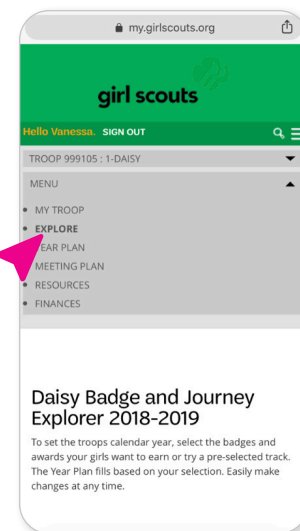 my.girlscouts.org
girl scouts
Hello Vanessa. SIGN OUT
TROOP 999105 : 1-DAISY
MENU
MY TROOP
EXPLORE
EAR PLAN
MEETING PLAN
RESOURCES
FINANCES
Daisy Badge and Journey
Explorer 2018-2019
To set the troops calendar year, select the badges and
awards your girls want to earn or try a pre-selected track.
The Year Plan fills based on your selection. Easily make
changes at any time.